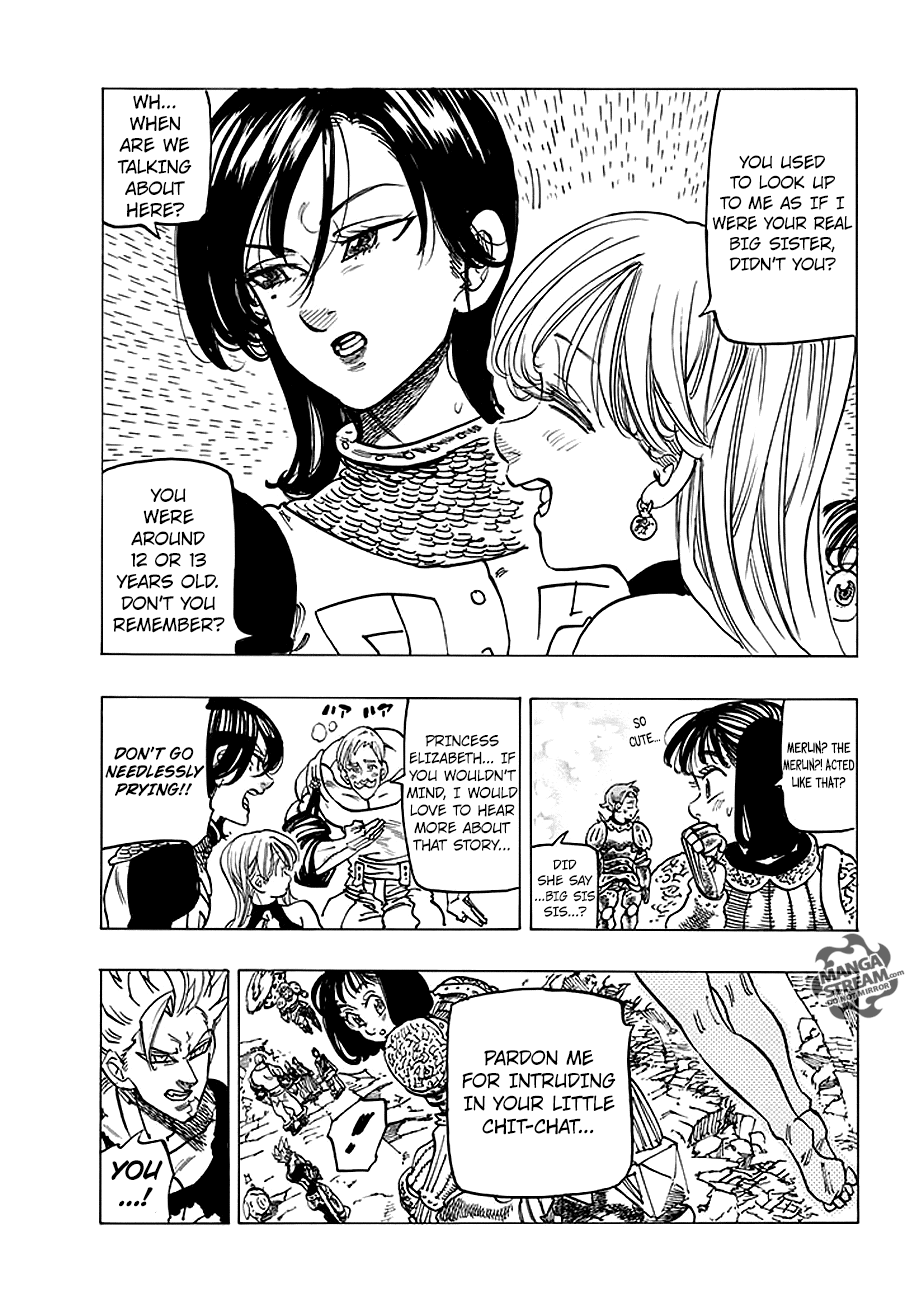 YOU USED
TO LOOK UP
TO ME AS IF I
WERE YOUR REAL
BIG SISTER,
DIDN'T YOU?
WH...
WHEN
ARE WE
TALKING
ABOUT
HERE?
YOU
WERE
AROUND
12 OR 13
YEARS OLD.
DON'T YOU
REMEMBER?
MERLIN? THE
MERLIN?! ACTED
LIKE THAT?
SO
CUTE...
DID
SHE SAY
...BIG SIS
SIS...?
PRINCESS
ELIZABETH... IF
YOU WOULDN'T
MIND, I WOULD
LOVE TO HEAR
MORE ABOUT
THAT STORY...
ハア ハア
DON'T GO
NEEDLESSLY
PRYING!!
MANGA
STREAM.com
DO NOT MIRROR
PARDON ME
FOR INTRUDING
IN YOUR LITTLE
CHIT-CHAT...
YOU
...!